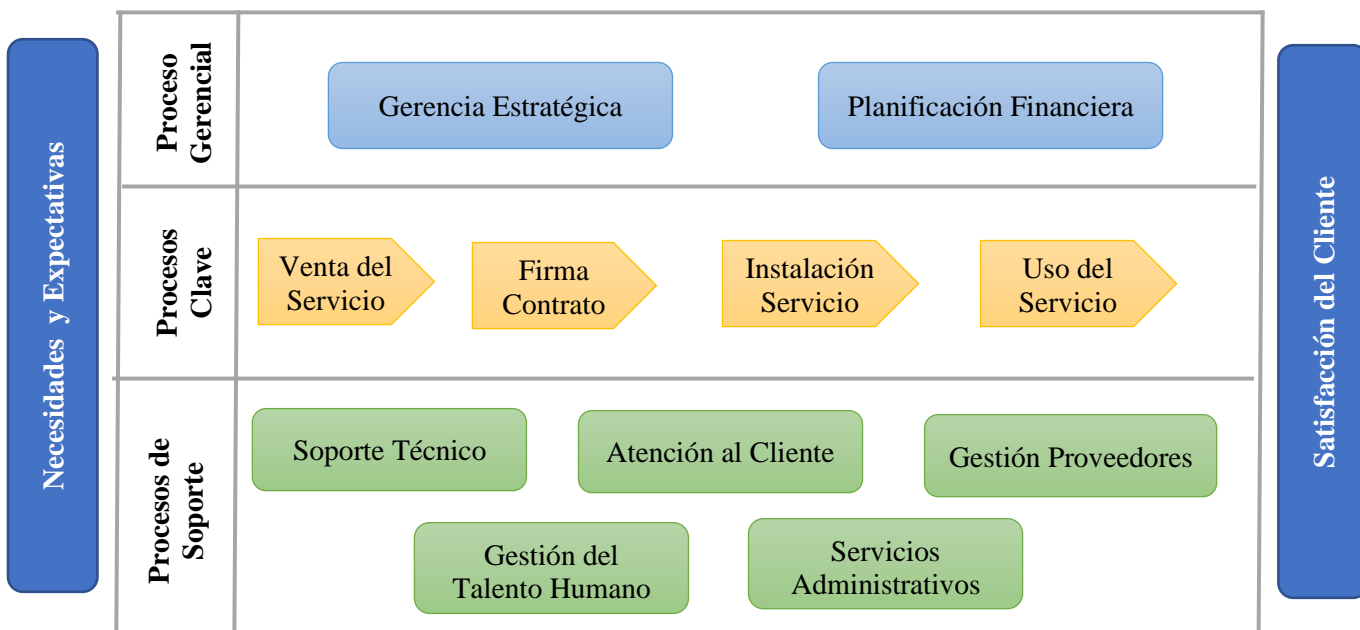 Necesidades y Expectativas
Proceso
Gerencial
Gerencia Estratégica
Planificación Financiera
Procesos
Clave
Venta del
Servicio
Firma
Contrato
Instalación
Servicio
Uso del
Servicio
Procesos de
Soporte
Soporte Técnico
Atención al Cliente
Gestión Proveedores
Gestión del
Talento Humano
Servicios
Administrativos
Satisfacción del Cliente